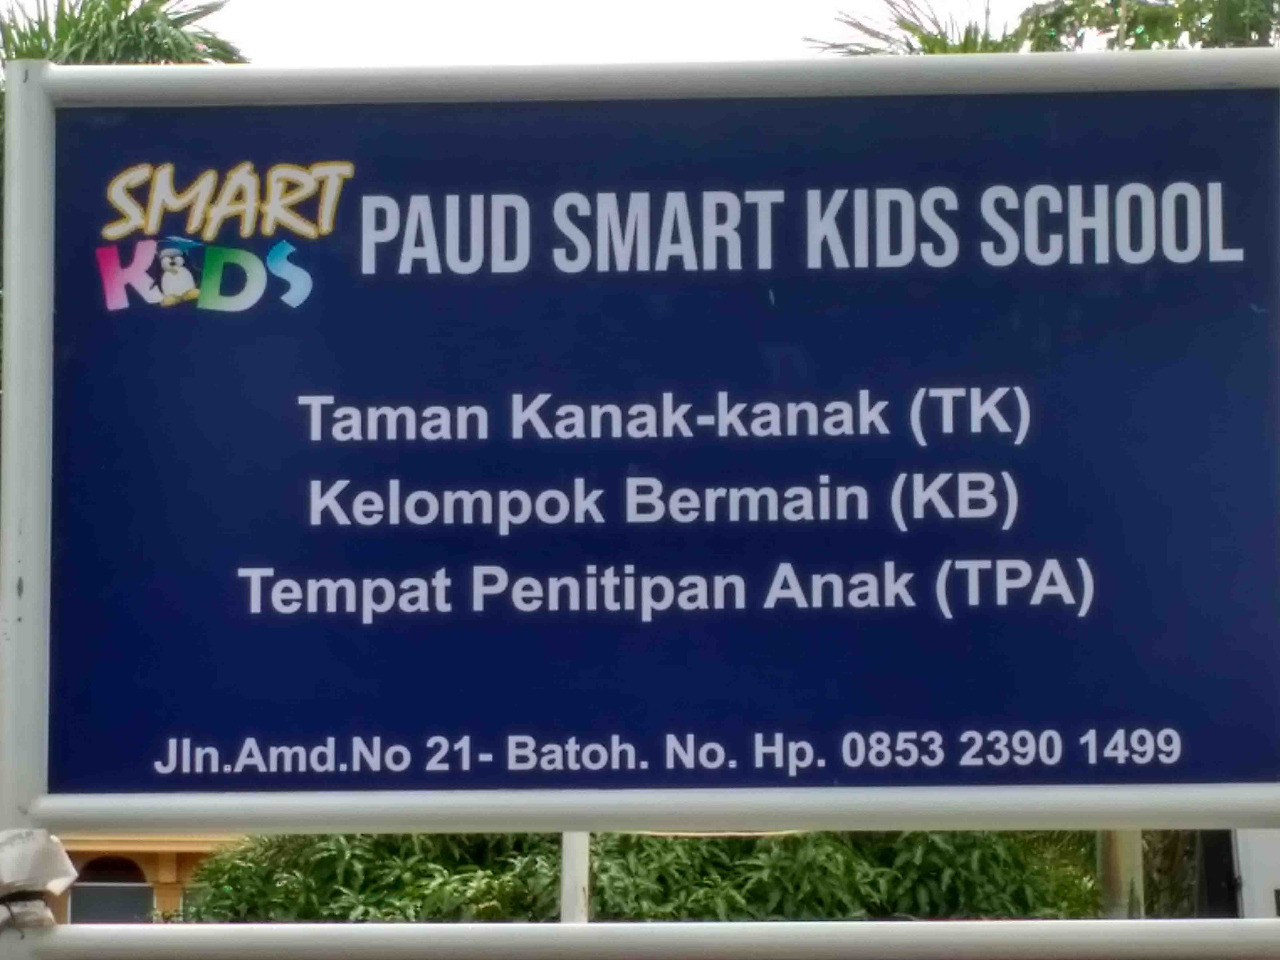 SMART
KIDS
PAUD SMART KIDS SCHOOL
Taman Kanak-kanak (TK)
Kelompok Bermain (KB)
Tempat Penitipan Anak (TPA)
Jln.Amd.No 21- Batoh. No. Hp. 0853 2390 1499